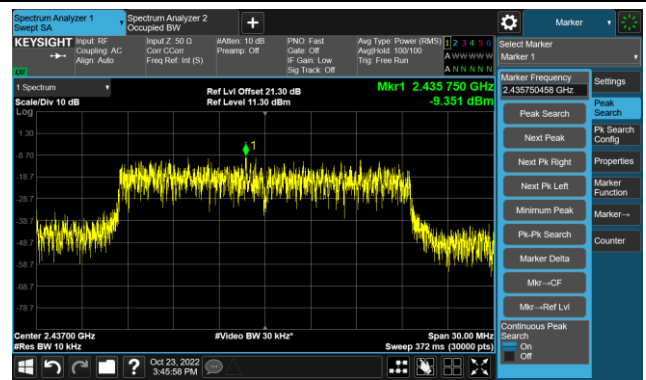 Spectrum Analyzer 1
Swept SA
Spectrum Analyzer 2
Occupied BW
Marker
KEYSIGHT
Input: RF
Coupling: AC
Align: Auto
Input Z: 50 Ω
Corr CCorr
Freq Ref: Int (S)
#Atten: 10 dB
Preamp: Off
PNO: Fast
Gate: Off
IF Gain: Low
Sig Track: Off
Avg Type: Power (RMS)
Avg|Hold: 100/100
Trig: Free Run
1 2 3 4 5 6
A W W W W W
A N N N N N
LW
1 Spectrum
Scale/Div 10 dB
Log
Ref Lvl Offset 21.30 dB
Ref Level 11.30 dBm
Mkr1 2.435 750 GHz
-9.351 dBm
1
1.30
-8.70
-18.7
-28.7
-38.7
-48.7
-58.7
-68.7
-78.7
Center 2.43700 GHz
#Res BW 10 kHz
#Video BW 30 kHz*
Span 30.00 MHz
Sweep 372 ms (30000 pts)
Select Marker
Marker 1
Marker Frequency
2.435750458 GHz
Peak Search
Next Peak
Next Pk Right
Next Pk Left
Minimum Peak
Pk-Pk Search
Marker Delta
Mkr→CF
Mkr→Ref Lvl
Continuous Peak
Search
On
Off
Settings
Peak
Search
Pk Search
Config
Properties
Marker
Function
Marker→
Counter
?
Oct 23, 2022
3:45:58 PM